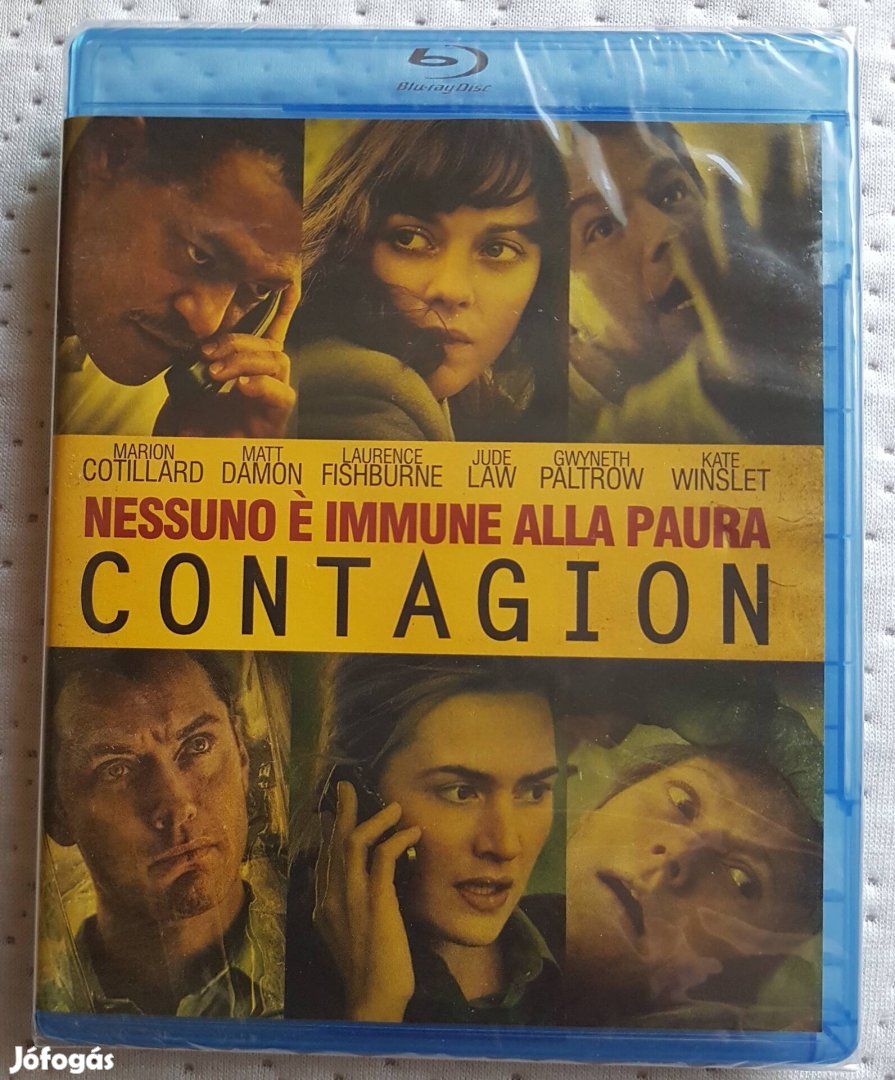 Blu-ray Disc
MARION MATT LAURENCE JUDE GWYNETH KATE
COTILLARD DAMON FISHBURNE LAW PALTROW WINSLET
NESSUNO È IMMUNE ALLA PAURA
CONTAGION
Jófogás